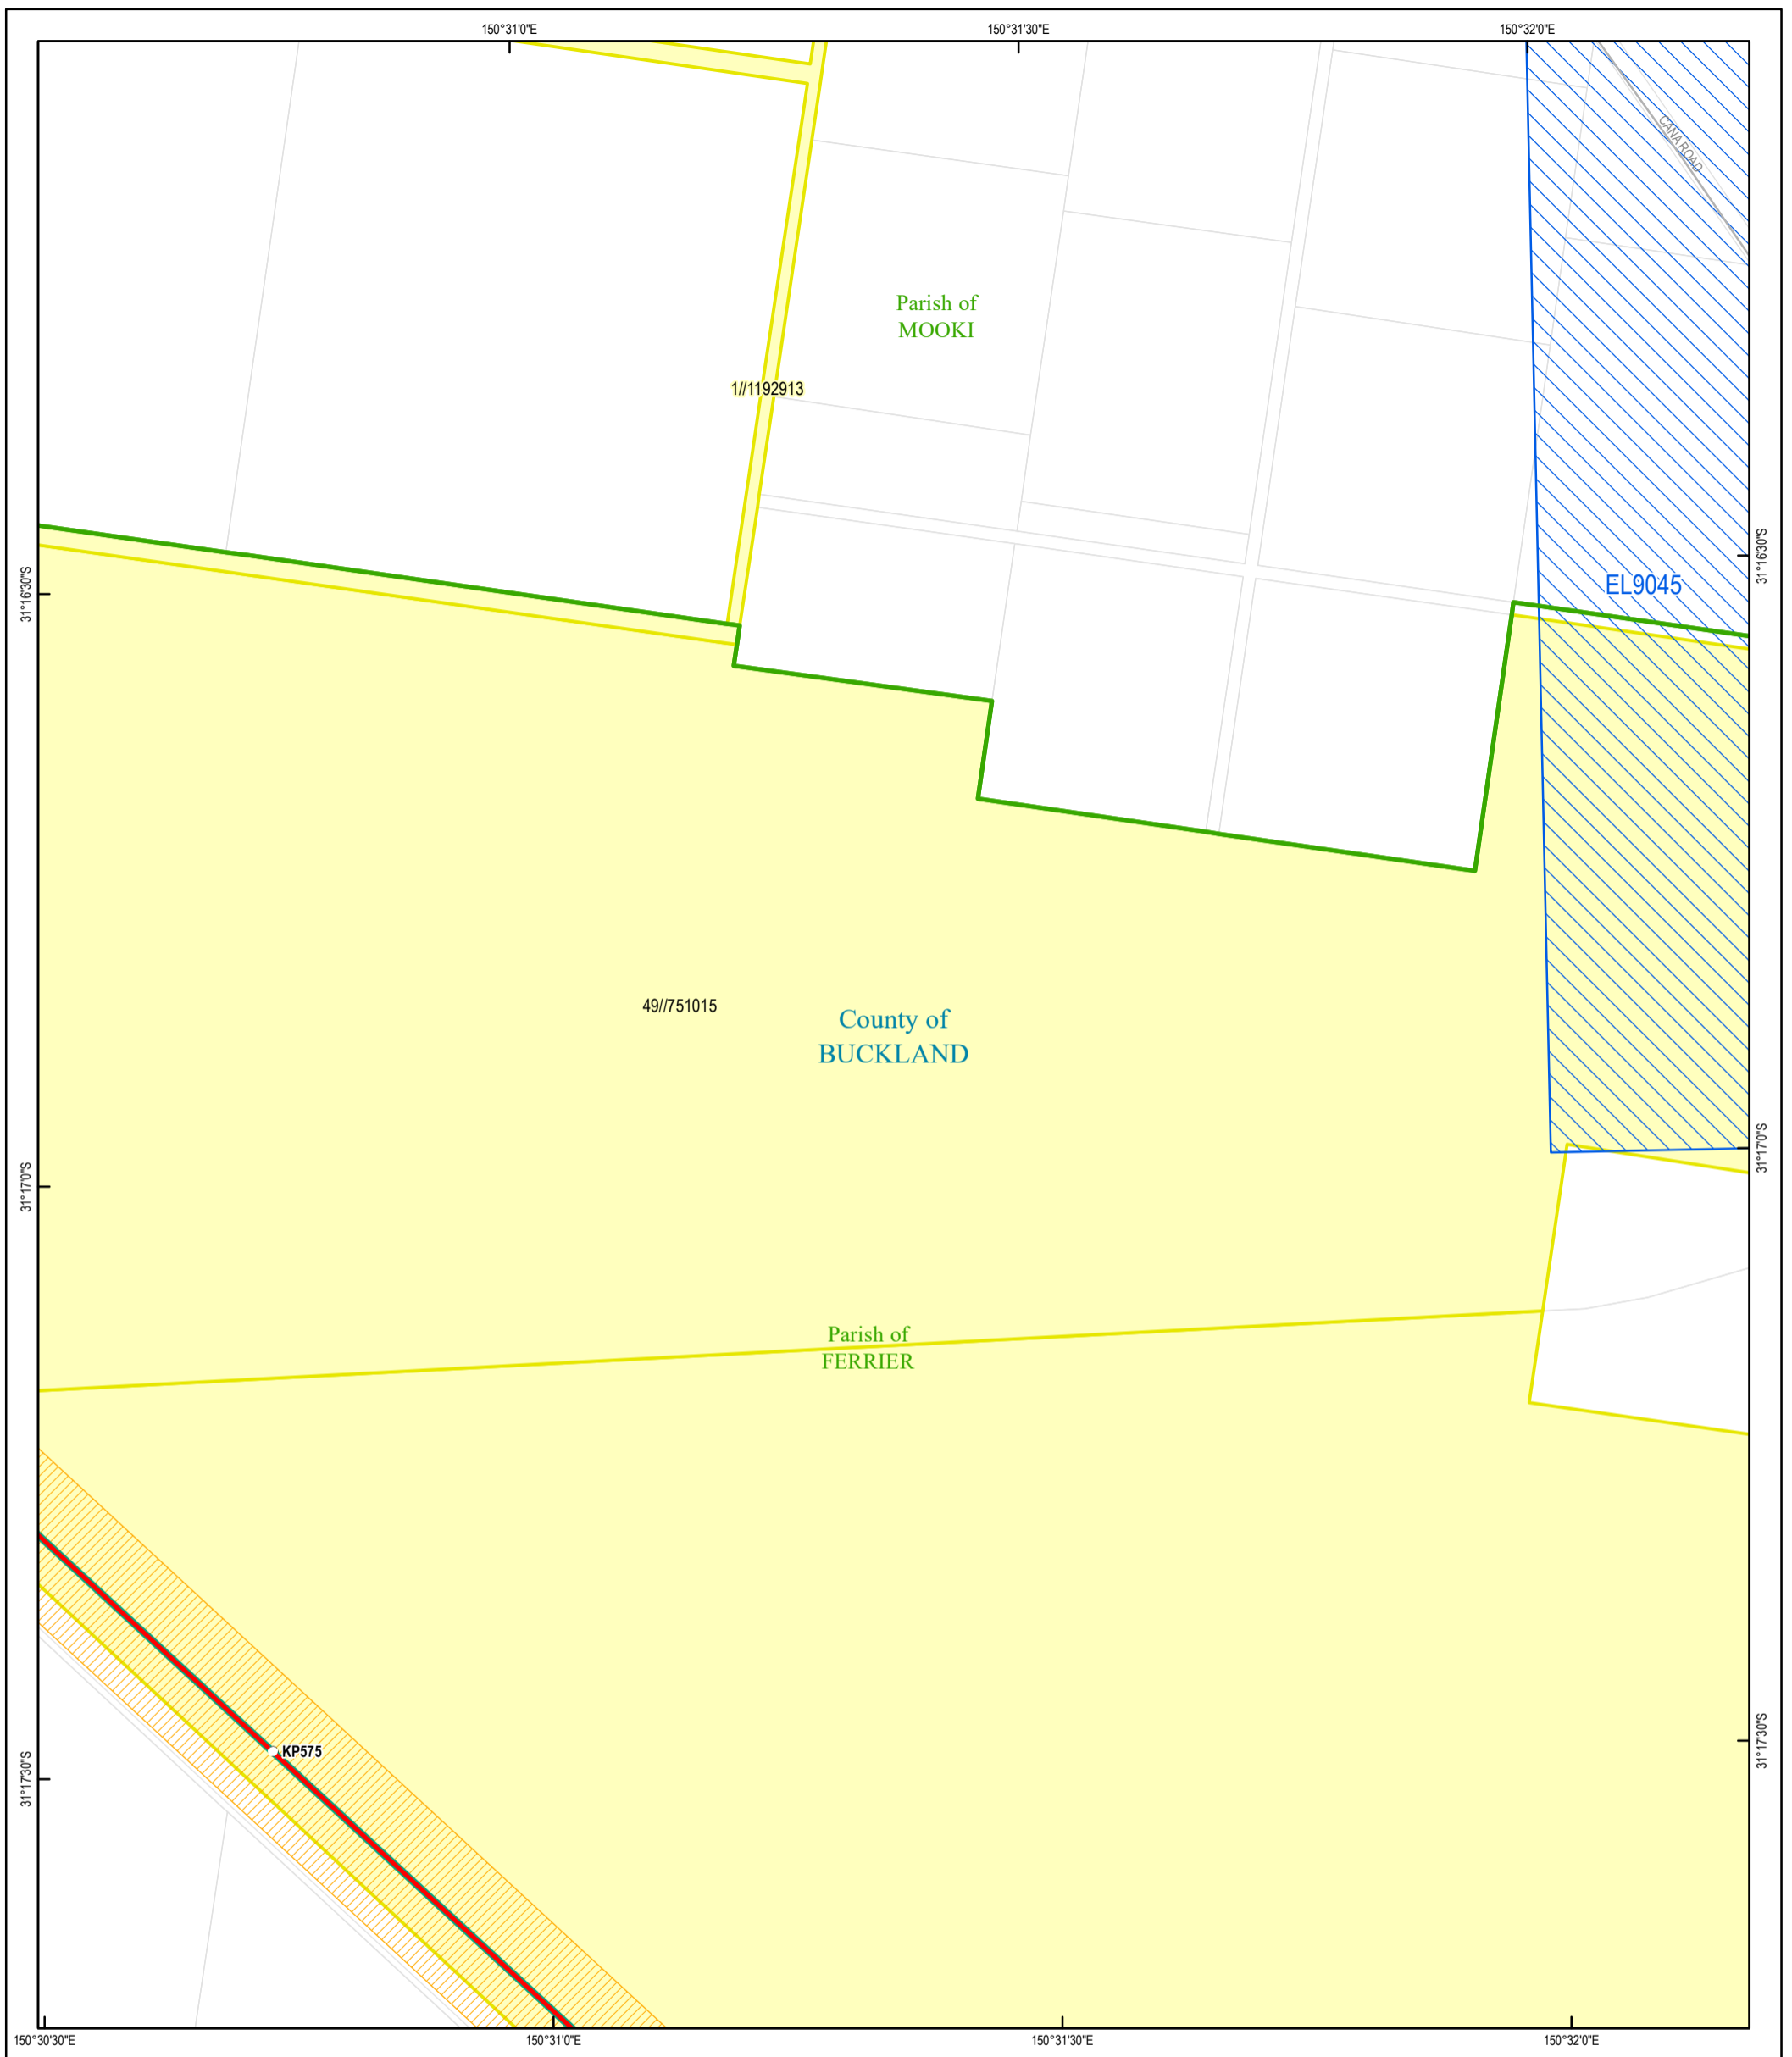 150°31'0"E
150°31'30"E
150°32'0"E
CANA ROAD
Parish of
MOOKI
1//1192913
31°16'30"S
31°16'30"S
EL9045
49//751015
County of
BUCKLAND
31°17'0"S
31°17'0"S
Parish of
FERRIER
31°17'30"S
31°17'30"S
KP575
150°30'30"E
150°31'0"E
150°31'30"E
150°32'0"E